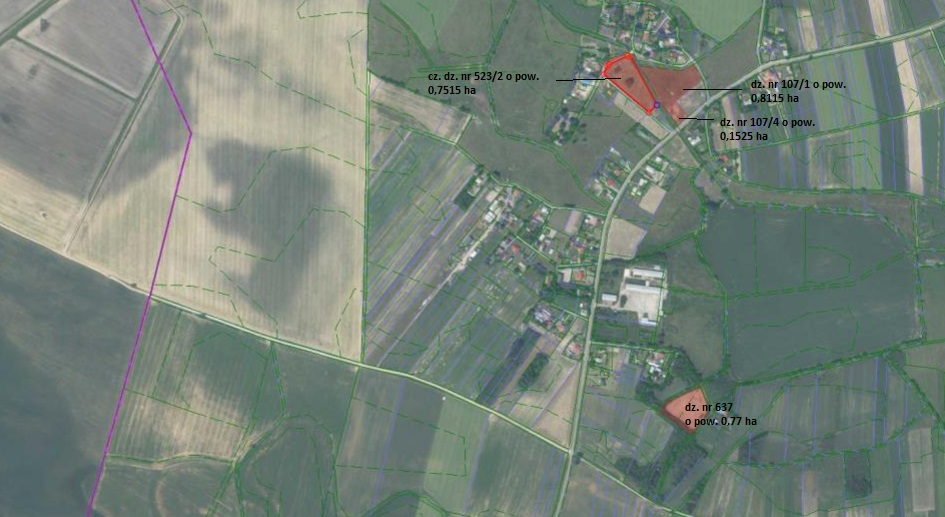 cz. dz. nr 523/2 o pow.
0,7515 ha
dz. nr 107/1 o pow.
0,8115 ha
dz. nr 107/4 o pow.
0,1525 ha
dz. nr 637
o pow. 0,77 ha